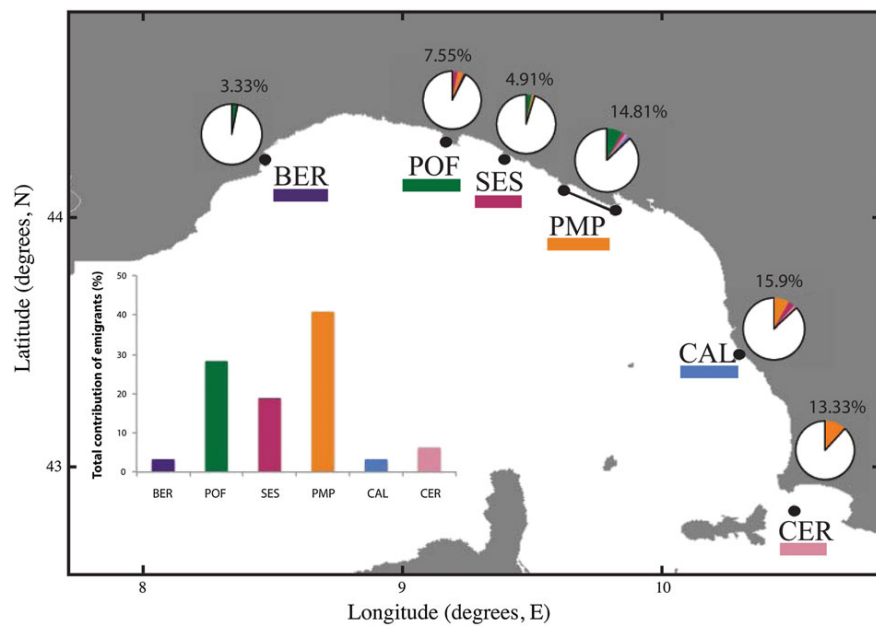 7.55%
4.91%
3.33%
14.81%
BER
POF
SES
PMP
15.9%
CAL
13.33%
CER
44
43
Latitude (degrees, N)
50
40
30
20
10
0
Total contribution of emigrants (%)
BER POF SES PMP CAL CER
8 9 10
Longitude (degrees, E)